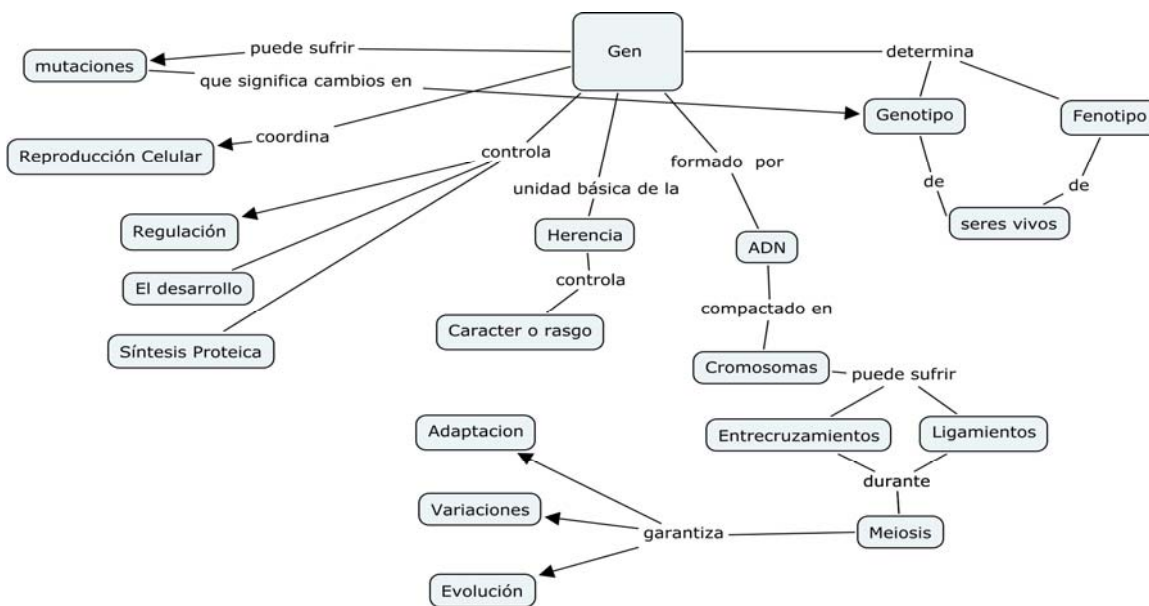 Gen
puede sufrir
determina
mutaciones
que significa cambios en
Genotipo
Fenotipo
coordina
Reproducción Celular
controla
formado por
unidad básica de la
de
de
Regulación
Herencia
ADN
seres vivos
El desarrollo
controla
compactado en
Síntesis Proteica
Caracter o rasgo
Cromosomas
puede sufrir
Adaptacion
Entrecruzamientos
Ligamientos
durante
Variaciones
garantiza
Meiosis
Evolución